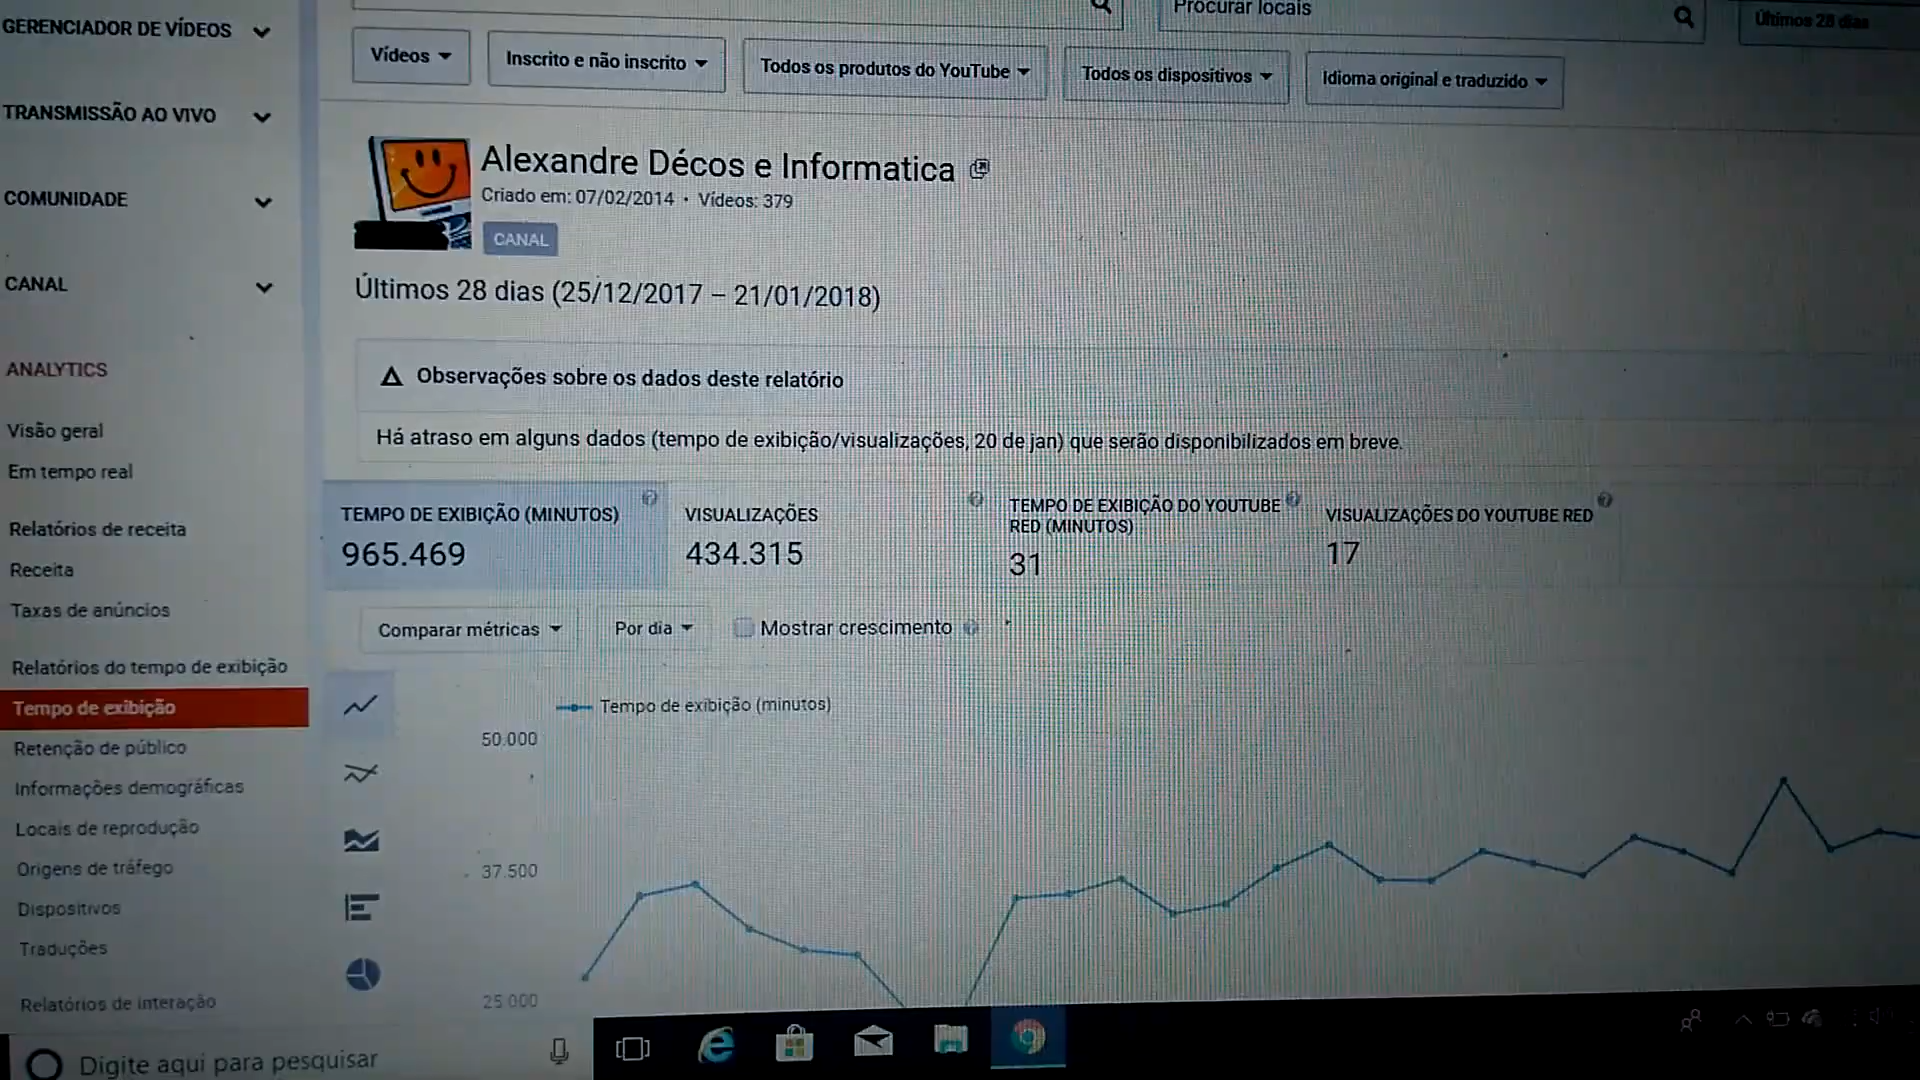 Procurar locais
Últimos 28 dias
GERENCIADOR DE VÍDEOS
Vídeos
Inscrito e não inscrito
Todos os produtos do YouTube
Todos os dispositivos
Idioma original e traduzido
TRANSMISSÃO AO VIVO
COMUNIDADE
CANAL
Alexandre Décos e Informatica
Criado em: 07/02/2014 • Vídeos: 379
CANAL
Últimos 28 dias (25/12/2017 – 21/01/2018)
ANALYTICS
Visão geral
Em tempo real
Relatórios de receita
Receita
Taxas de anúncios
Relatórios do tempo de exibição
Tempo de exibição
Retenção de público
Informações demográficas
Locais de reprodução
Origens de tráfego
Dispositivos
Traduções
Relatórios de interação
Observações sobre os dados deste relatório
Há atraso em alguns dados (tempo de exibição/visualizações, 20 de jan) que serão disponibilizados em breve.
TEMPO DE EXIBIÇÃO (MINUTOS)
965.469
VISUALIZAÇÕES
434.315
TEMPO DE EXIBIÇÃO DO YOUTUBE
RED (MINUTOS)
31
VISUALIZAÇÕES DO YOUTUBE RED
17
Comparar métricas
Por dia
Mostrar crescimento
Tempo de exibição (minutos)
50.000
37.500
25.000
Digite aqui para pesquisar